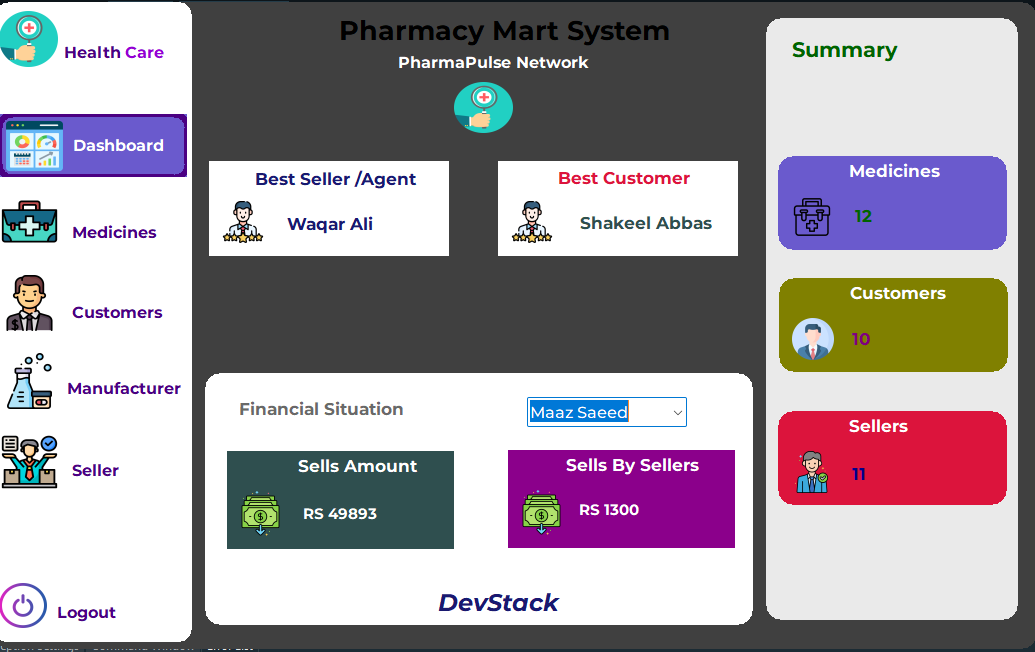 Health Care
Dashboard
Medicines
Customers
Manufacturer
Seller
Logout
Pharmacy Mart System
PharmaPulse Network
Best Seller /Agent
Waqar Ali
Best Customer
Shakeel Abbas
Financial Situation
Maaz Saeed
Sells Amount
RS 49893
Sells By Sellers
RS 1300
DevStack
Summary
Medicines
12
Customers
10
Sellers
11